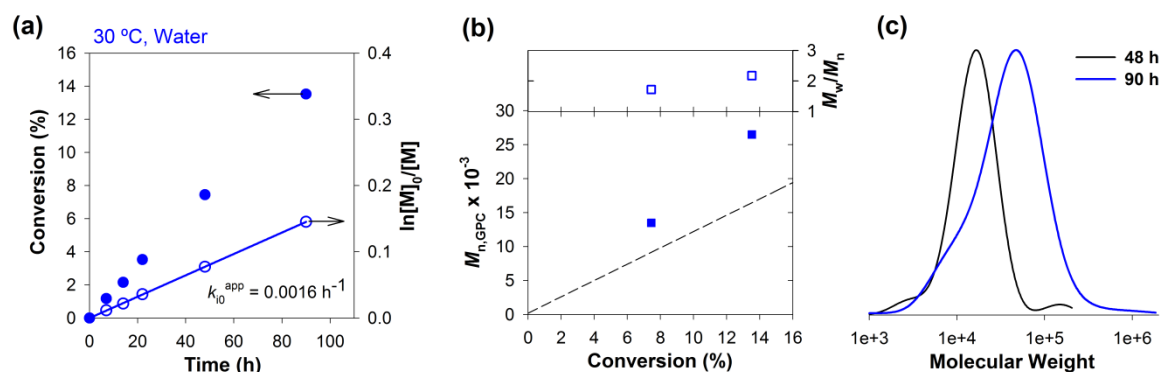 (a)
30 ºC, Water
Conversion (%)
16
14
12
10
8
6
4
2
0
0 20 40 60 80 100
Time (h)
0.4
0.3
0.2
0.1
0.0
ln[M]₀/[M]
kᵢ₀ᵃᵖᵖ = 0.0016 h⁻¹
(b)
3
2
1
Mw/Mn
Mn,GPC x 10⁻³
30
25
20
15
10
5
0
0 2 4 6 8 10 12 14 16
Conversion (%)
(c)
48 h
90 h
1e+3 1e+4 1e+5 1e+6
Molecular Weight